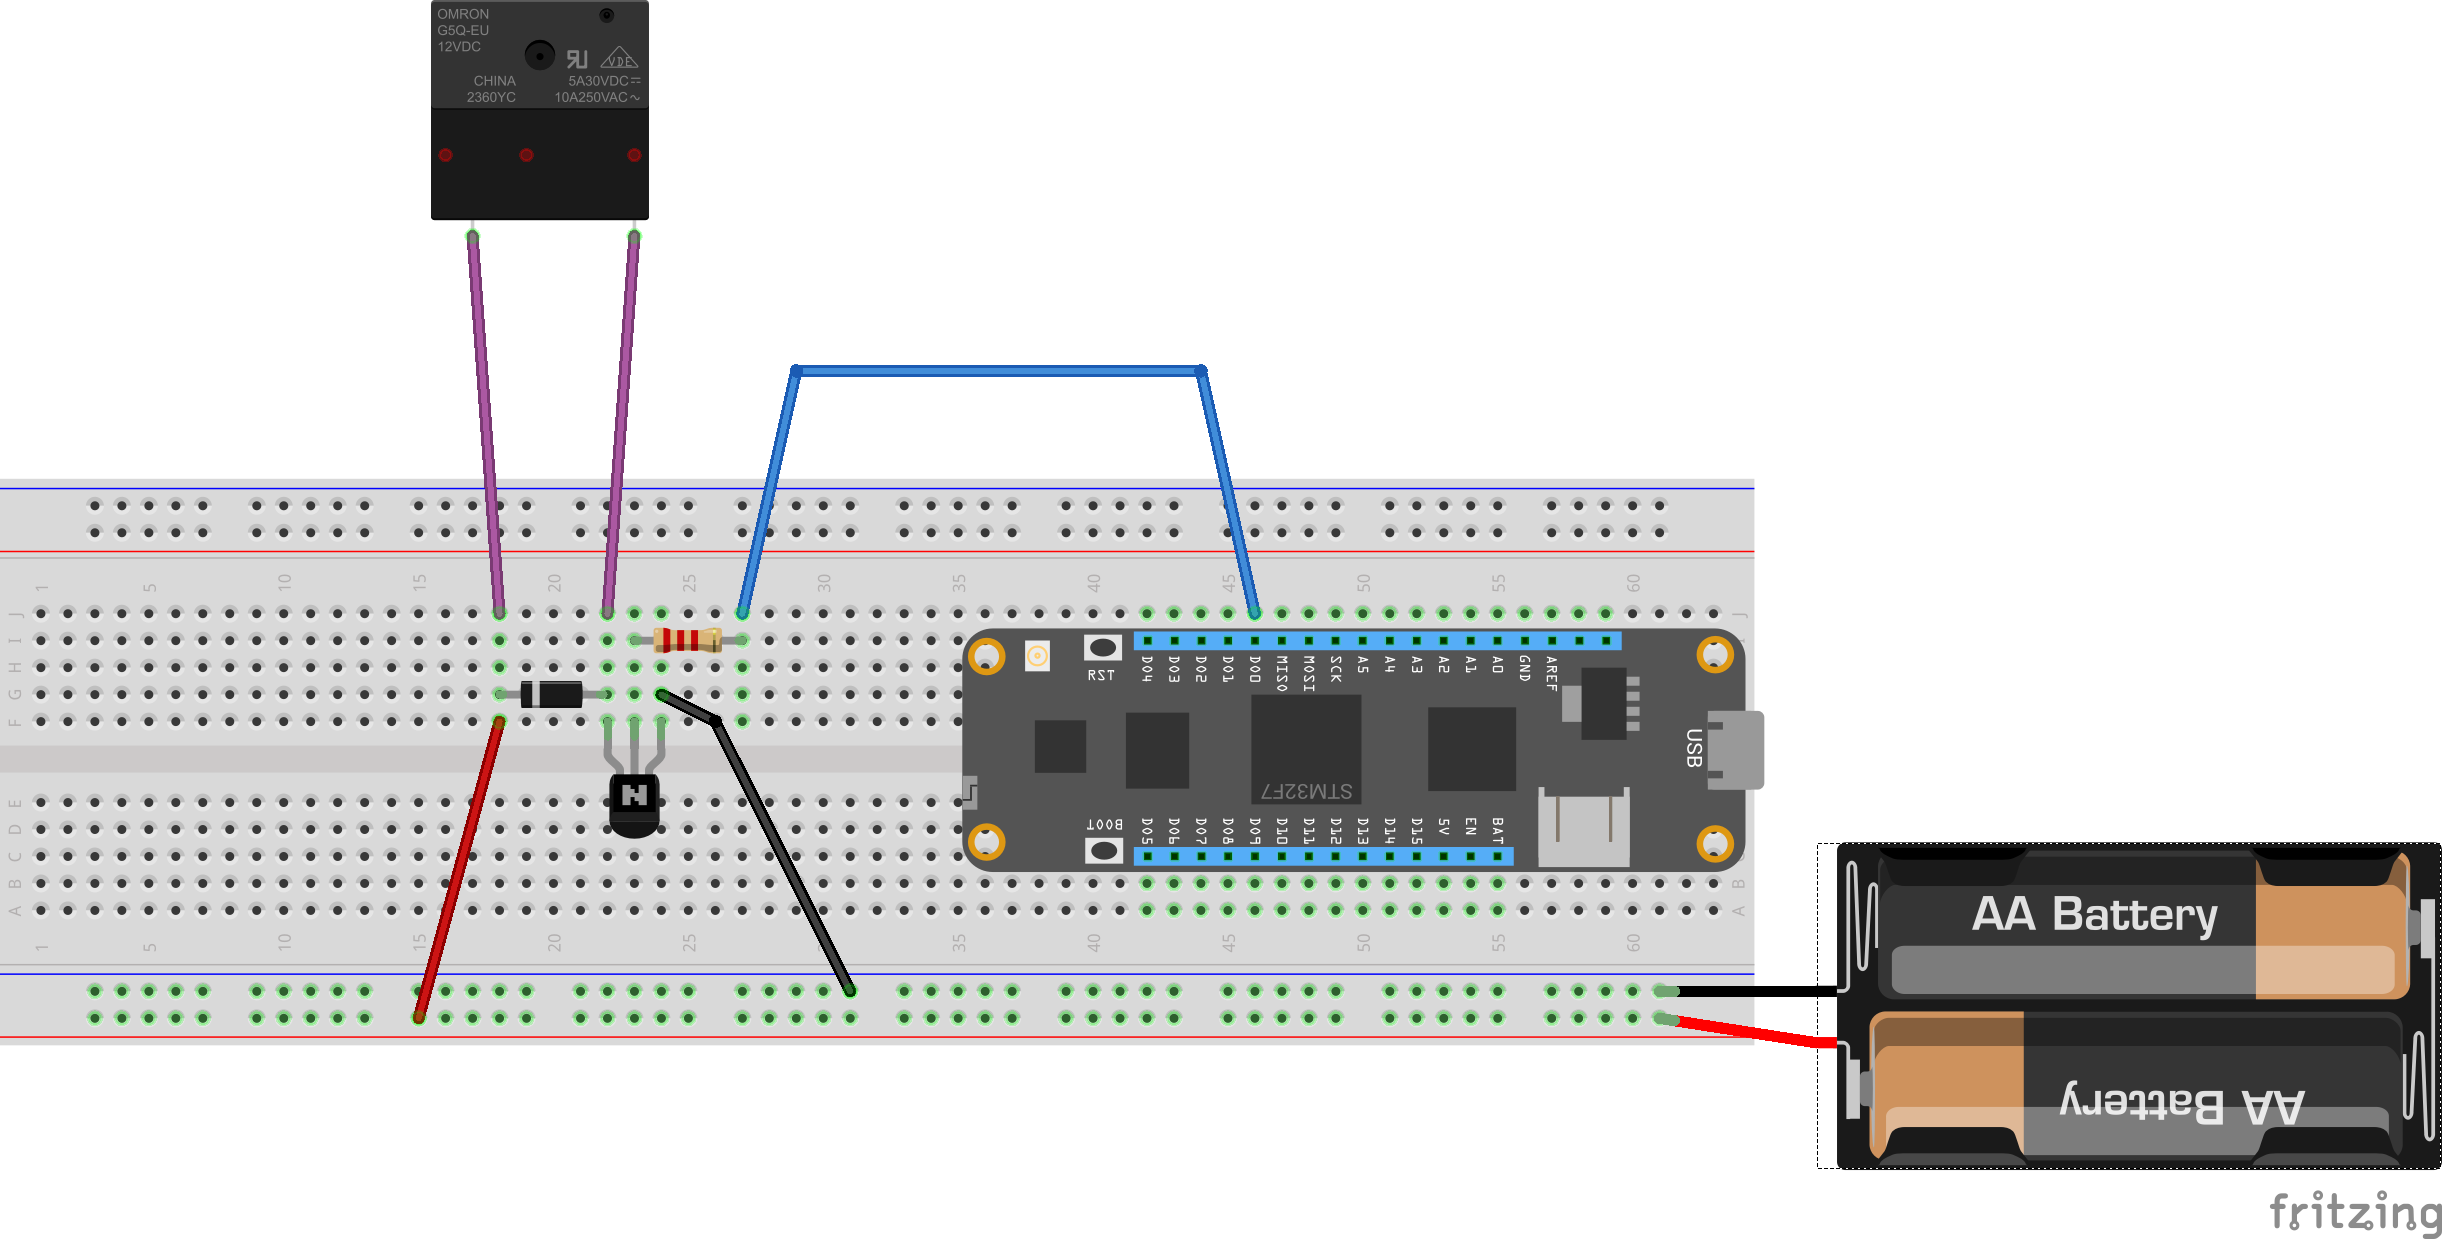 OMRON
G5Q-EU
12VDC
VDE
CHINA 5A30VDC
2360YC 10A250VAC~
1 5 10 15 20 25 30 35 40 45 50 55 60
J J
I
H
G
F
RST
D04 D03 D02 D01 D00 MISO MOSI SCK A5 A4 A3 A2 A1 A0 GND AREF
USB
N
STM32F7
BOOT
D05 D06 D07 D08 D09 D10 D11 D12 D13 D14 D15 5V EN BAT
E
D
C
B B
A A
1 5 10 15 20 25 35 40 45 50 55 60
AA Battery
AA Battery
fritzing